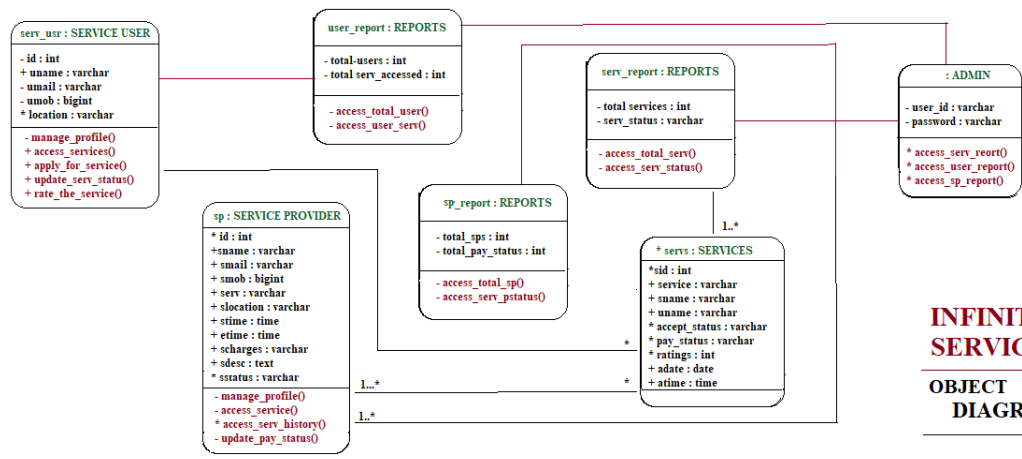 serv_usr : SERVICE USER
- id : int
+ uname : varchar
- umail : varchar
- umob : bigint
* location : varchar
- manage_profile()
+ access_services()
+ apply_for_service()
+ update_serv_status()
+ rate_the_service()
user_report : REPORTS
- total-users : int
- total serv_accessed : int
- access_total_user()
- access_user_serv()
serv_report : REPORTS
- total services : int
- serv_status : varchar
- access_total_serv()
- access_serv_status()
: ADMIN
- user_id : varchar
- password : varchar
* access_serv_reort()
* access_user_report()
* access_sp_report()
sp : SERVICE PROVIDER
* id : int
+sname : varchar
+ smail : varchar
+ smob : bigint
+ serv : varchar
+ slocation : varchar
+ stime : time
+ etime : time
+ scharges : varchar
+ sdesc : text
* sstatus : varchar
- manage_profile()
- access_service()
* access_serv_history()
- update_pay_status()
sp_report : REPORTS
- total_sps : int
- total_pay_status : int
- access_total_sp()
- access_serv_pstatus()
1..*
* servs : SERVICES
*sid : int
+ service : varchar
+ sname : varchar
+ uname : varchar
* accept_status : varchar
* pay_status : varchar
* ratings : int
+ adate : date
+ atime : time
*
1...*
*
1..*
INFINIT
SERVIC
OBJECT
DIAGR